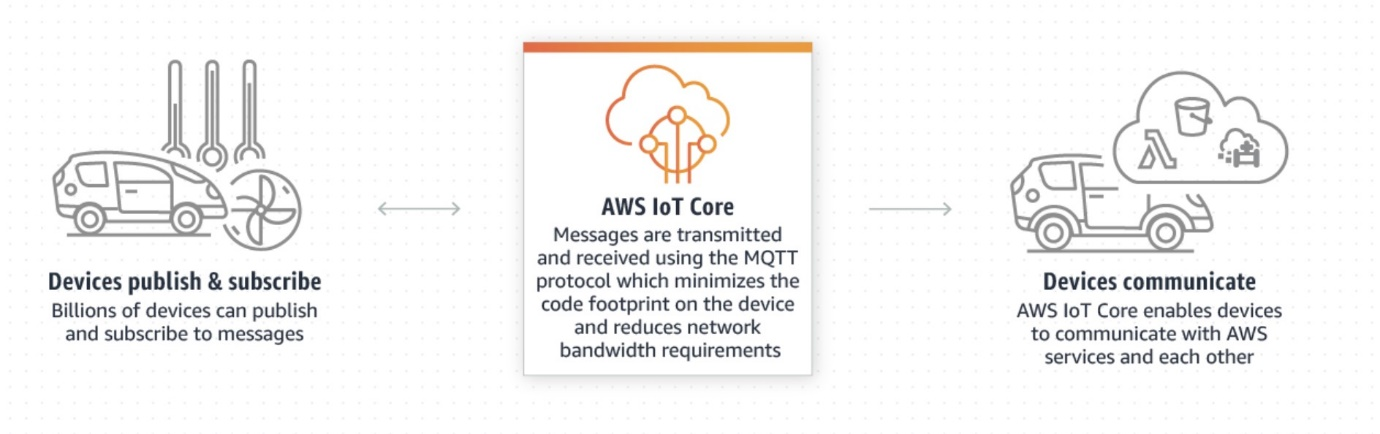 Devices publish & subscribe
Billions of devices can publish
and subscribe to messages
AWS IoT Core
Messages are transmitted
and received using the MQTT
protocol which minimizes the
code footprint on the device
and reduces network
bandwidth requirements
Devices communicate
AWS IoT Core enables devices
to communicate with AWS
services and each other